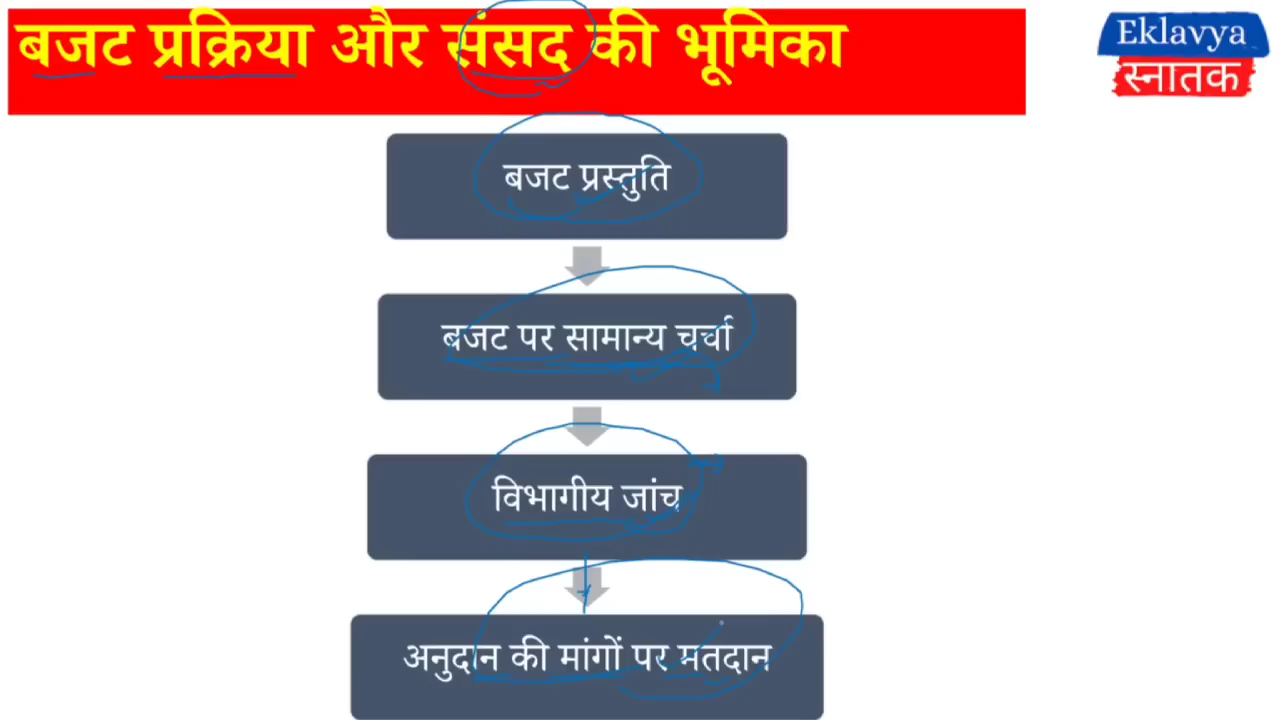 बजट प्रक्रिया और संसद की भूमिका
Eklavya
स्नातक
बजट प्रस्तुति
बजट पर सामान्य चर्चा
विभागीय जांच
अनुदान की मांगों पर मतदान